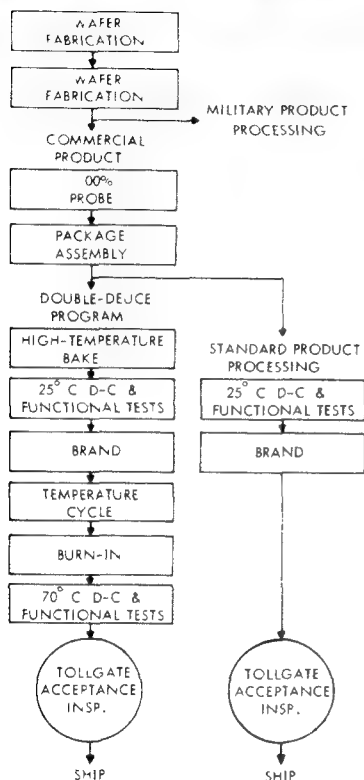 WAFER
FABRICATION
WAFER
FABRICATION
MILITARY PRODUCT
PROCESSING
COMMERCIAL
PRODUCT
00%
PROBE
PACKAGE
ASSEMBLY
DOUBLE-DEUCE
PROGRAM
HIGH-TEMPERATURE
BAKE
25° C D-C &
FUNCTIONAL TESTS
BRAND
TEMPERATURE
CYCLE
BURN-IN
70° C D-C &
FUNCTIONAL TESTS
TOLLGATE
ACCEPTANCE
INSP.
SHIP
STANDARD PRODUCT
PROCESSING
25° C D-C &
FUNCTIONAL TESTS
BRAND
TOLLGATE
ACCEPTANCE
INSP.
SHIP